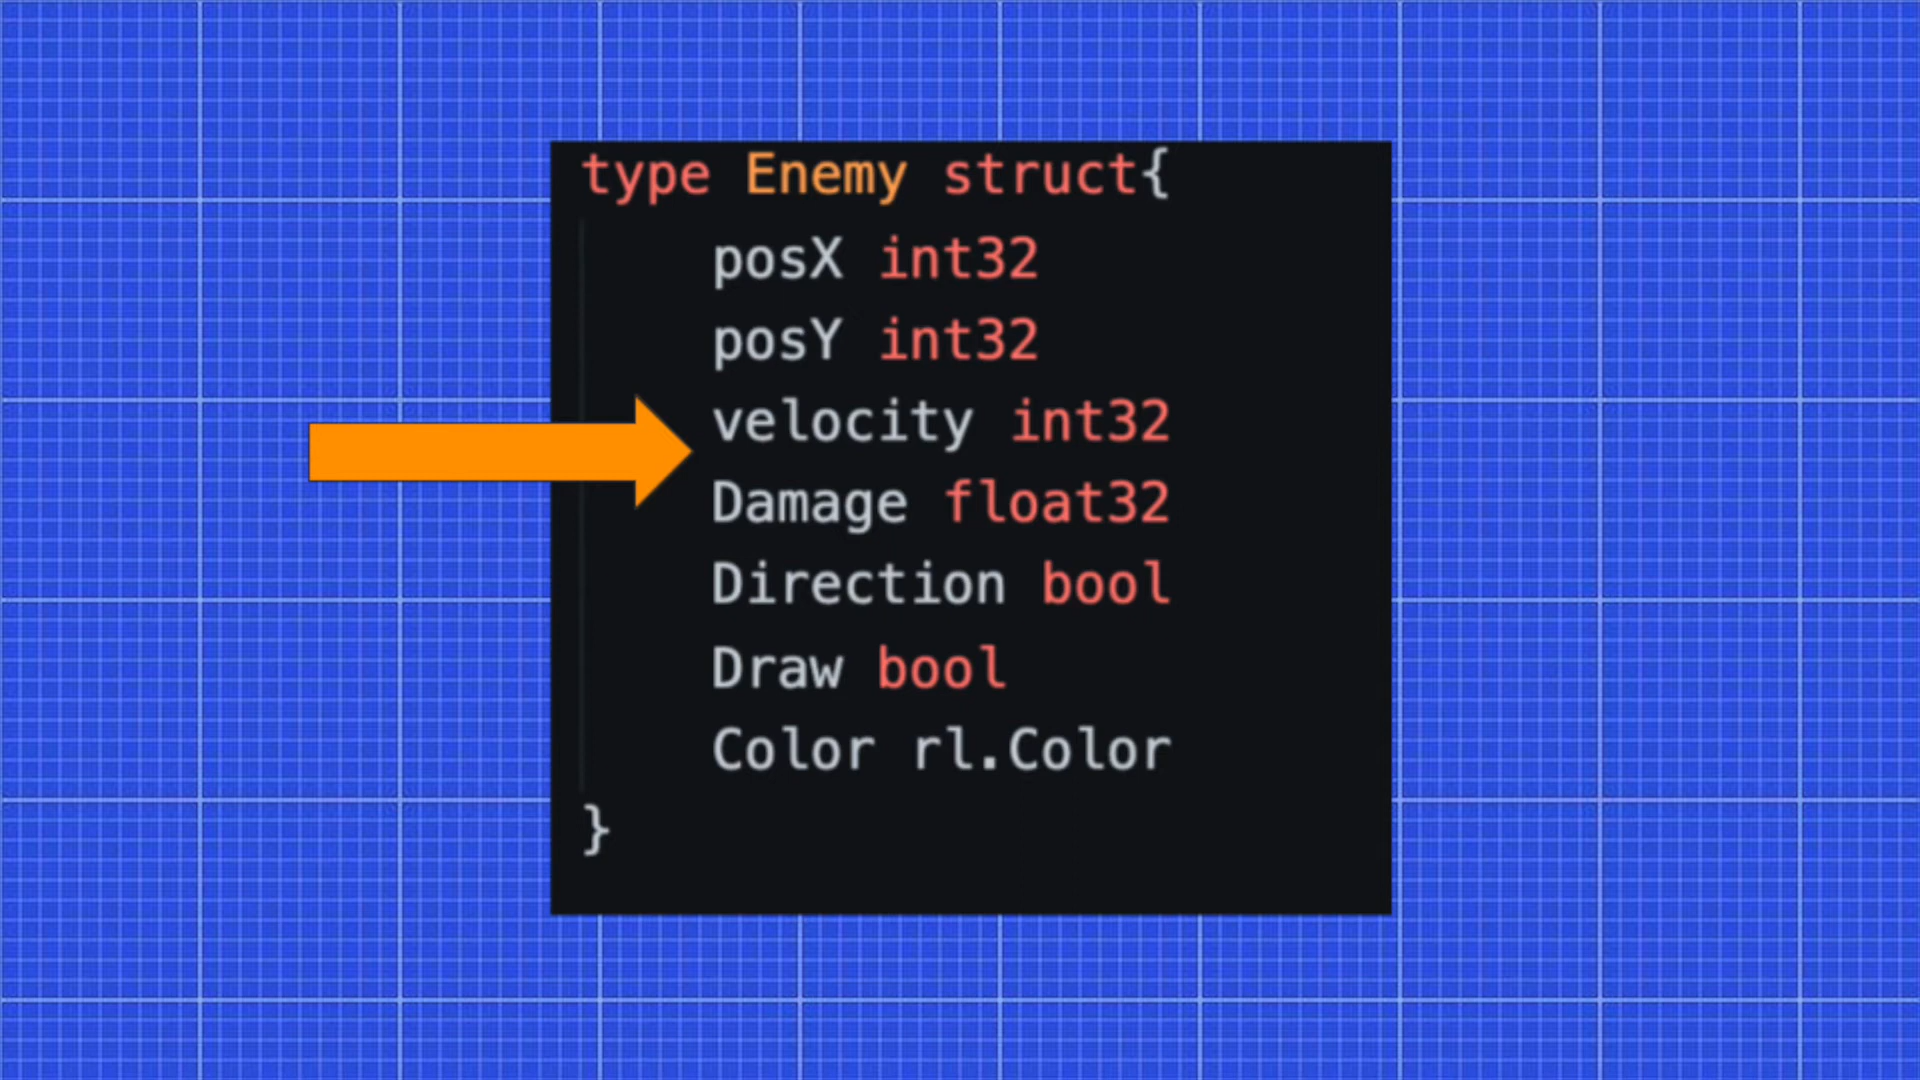 type Enemy struct{
posX int32
posY int32
velocity int32
Damage float32
Direction bool
Draw bool
Color rl.Color
}